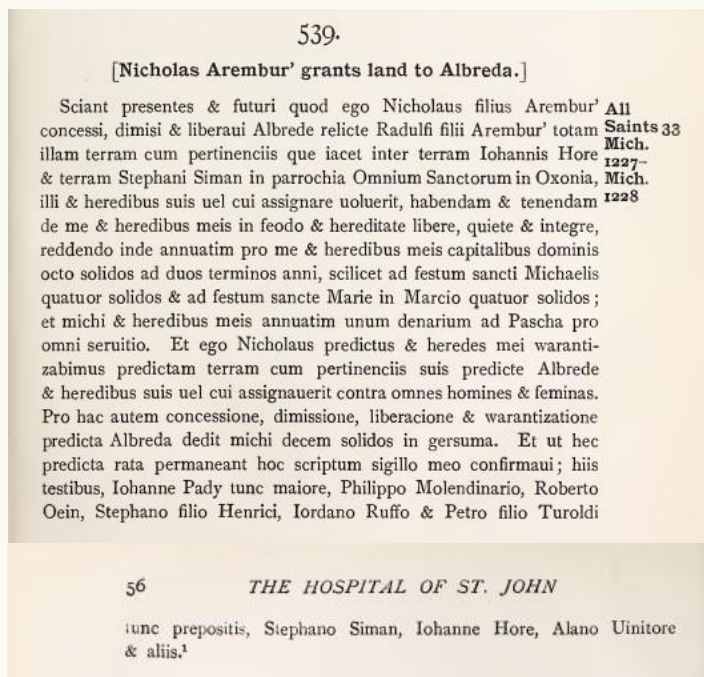 539.
[Nicholas Arembur' grants land to Albreda.]
Sciant presentes & futuri quod ego Nicholaus filius Arembur'
concessi, dimisi & liberaui Albrede relicte Radulfi filii Arembur' totam
illam terram cum pertinenciis que iacet inter terram Iohannis Hore
& terram Stephani Siman in parrochia Omnium Sanctorum in Oxonia,
illi & heredibus suis uel cui assignare uoluerit, habendam & tenendam
de me & heredibus meis in feodo & hereditate libere, quiete & integre,
reddendo inde annuatim pro me & heredibus meis capitalibus dominis
octo solidos ad duos terminos anni, scilicet ad festum sancti Michaelis
quatuor solidos & ad festum sancte Marie in Marcio quatuor solidos;
et michi & heredibus meis annuatim unum denarium ad Pascha pro
omni seruitio. Et ego Nicholaus predictus & heredes mei waranti-
zabimus predictam terram cum pertinenciis suis predicte Albrede
& heredibus suis uel cui assignauerit contra omnes homines & feminas.
Pro hac autem concessione, dimissione, liberacione & warantizatione
predicta Albreda dedit michi decem solidos in gersuma. Et ut hec
predicta rata permaneant hoc scriptum sigillo meo confirmaui; hiis
testibus, Iohanne Pady tunc maiore, Philippo Molendinario, Roberto
Oein, Stephano filio Henrici, Iordano Ruffo & Petro filio Turoldi
All
Saints 33
Mich.
1227–
Mich.
1228
56 THE HOSPITAL OF ST. JOHN
tunc prepositis, Stephano Siman, Iohanne Hore, Alano Uinitore
& aliis.¹